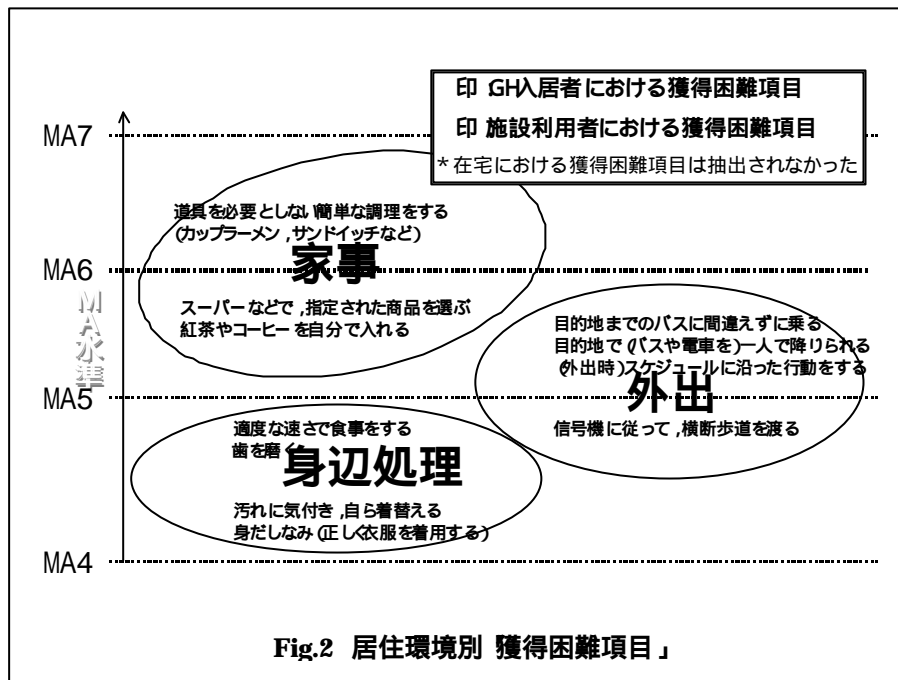 印 GH入居者における獲得困難項目
印 施設利用者における獲得困難項目
*在宅における獲得困難項目は抽出されなかった
MA7
道具を必要としない簡単な調理をする
(カップラーメン,サンドイッチなど)
家事
MA6
スーパーなどで,指定された商品を選ぶ
紅茶やコーヒーを自分で入れる
MA水準
目的地までのバスに間違えずに乗る
目的地で(バスや電車を)一人で降りられる
(外出時)スケジュールに沿った行動をする
外出
MA5
信号機に従って,横断歩道を渡る
適度な速さで食事をする
歯を磨く
身辺処理
汚れに気付き,自ら着替える
身だしなみ(正しく衣服を着用する)
MA4
Fig.2 居住環境別 獲得困難項目」